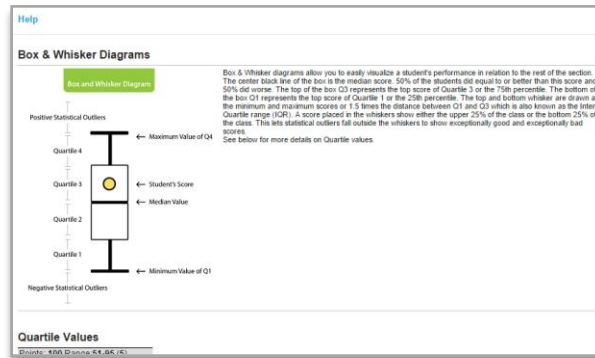 Help
Box & Whisker Diagrams
Box and Whisker Diagram
Positive Statistical Outliers
Maximum Value of Q4
Quartile 4
Quartile 3
Student's Score
Median Value
Quartile 2
Quartile 1
Minimum Value of Q1
Negative Statistical Outliers
Box & Whisker diagrams allow you to easily visualize a student's performance in relation to the rest of the section.
The center black line of the box is the median score. 50% of the students did equal to or better than this score and
50% did worse. The top of the box Q3 represents the top score of Quartile 3 or the 75th percentile. The bottom of
the box Q1 represents the top score of Quartile 1 or the 25th percentile. The top and bottom whisker are drawn a
the minimum and maximum scores or 1.5 times the distance between Q1 and Q3 which is also known as the Inter
Quartile range (IQR). A score placed in the whiskers show either the upper 25% of the class or the bottom 25% of
the class. This lets statistical outliers fall outside the whiskers to show exceptionally good and exceptionally bad
scores.
See below for more details on Quartile values.
Quartile Values
Points: 100 Range:51-95 (5)